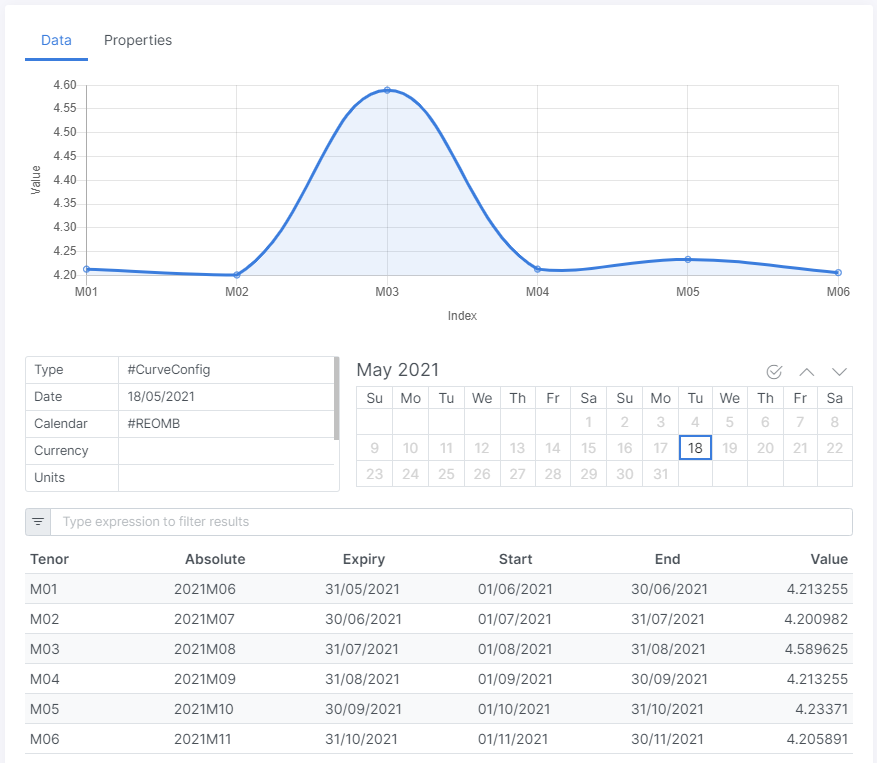 Data Properties
4.60
4.55
4.50
4.45
4.40
4.35
4.30
4.25
4.20
Value
M01 M02 M03 M04 M05 M06
Index
Type #CurveConfig
Date 18/05/2021
Calendar #REOMB
Currency
Units
May 2021
Su Mo Tu We Th Fr Sa Su Mo Tu We Th Fr Sa
1 2 3 4 5 6 7 8
9 10 11 12 13 14 15 16 17 18 19 20 21 22
23 24 25 26 27 28 29 30 31
Type expression to filter results
Tenor Absolute Expiry Start End Value
M01 2021M06 31/05/2021 01/06/2021 30/06/2021 4.213255
M02 2021M07 30/06/2021 01/07/2021 31/07/2021 4.200982
M03 2021M08 31/07/2021 01/08/2021 31/08/2021 4.589625
M04 2021M09 31/08/2021 01/09/2021 30/09/2021 4.213255
M05 2021M10 30/09/2021 01/10/2021 31/10/2021 4.23371
M06 2021M11 31/10/2021 01/11/2021 30/11/2021 4.205891